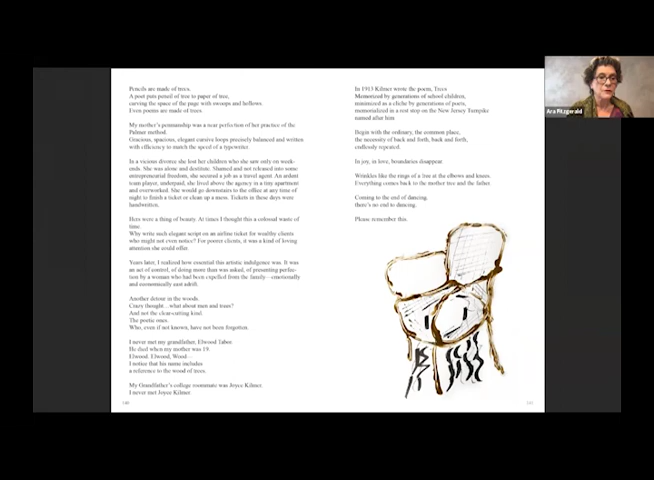 Pencils are made of trees.
A poet puts pencil of tree to paper of tree,
carving the space of the page with swoops and hollows.
Even poems are made of trees.
My mother's penmanship was a near perfection of her practice of the
Palmer method.
Gracious, spacious, elegant cursive loops precisely balanced and written
with efficiency to match the speed of a typewriter.
In a vicious divorce she lost her children who she saw only on week-
ends. She was alone and destitute. Shamed and not released into some
entrepreneurial freedom, she secured a job as a travel agent. An ardent
team player, underpaid, she lived above the agency in a tiny apartment
and overworked. She would go downstairs to the office at any time of
night to finish a ticket or clean up a mess. Tickets in these days were
handwritten.
Hers were a thing of beauty. At times I thought this a colossal waste of
time.
Why write such elegant script on an airline ticket for wealthy clients
who might not even notice? For poorer clients, it was a kind of loving
attention she could offer.
Years later, I realized how essential this artistic indulgence was. It was
an act of control, of doing more than was asked, of presenting perfec-
tion by a woman who had been expelled from the family—emotionally
and economically cast adrift.
Another detour in the woods.
Crazy thought…what about men and trees?
And not the clear-cutting kind.
The poetic ones.
Who, even if not known, have not been forgotten.
I never met my grandfather, Elwood Taber.
He died when my mother was 19.
Elwood. Elwood, Wood—
I notice that his name includes
a reference to the wood of trees.
My Grandfather's college roommate was Joyce Kilmer.
I never met Joyce Kilmer.
140
In 1913 Kilmer wrote the poem, Trees
Memorized by generations of school children,
minimized as a cliche by generations of poets,
memorialized in a rest stop on the New Jersey Turnpike
named after him.
Begin with the ordinary, the common place,
the necessity of back and forth, back and forth,
endlessly repeated.
In joy, in love, boundaries disappear.
Wrinkles like the rings of a tree at the elbows and knees.
Everything comes back to the mother tree and the father.
Coming to the end of dancing,
there's no end to dancing.
Please remember this.
141
Ara Fitzgerald